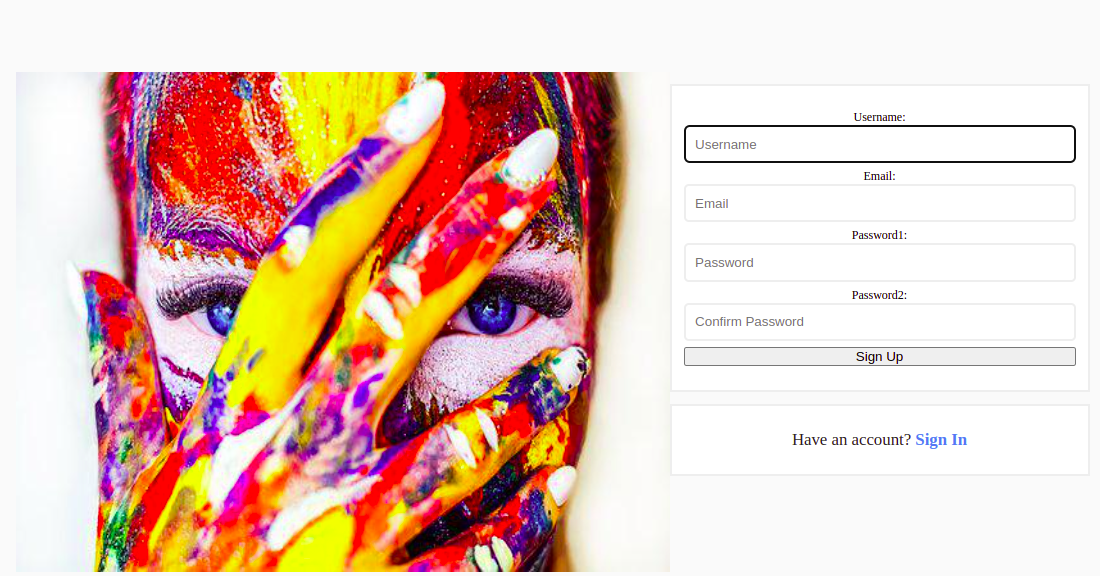 Username:
Username
Email:
Email
Password1:
Password
Password2:
Confirm Password
Sign Up
Have an account? Sign In